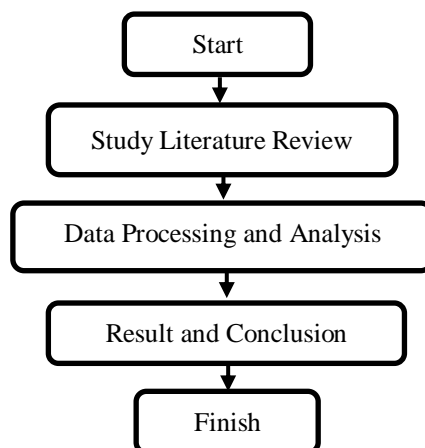 Start
Study Literature Review
Data Processing and Analysis
Result and Conclusion
Finish